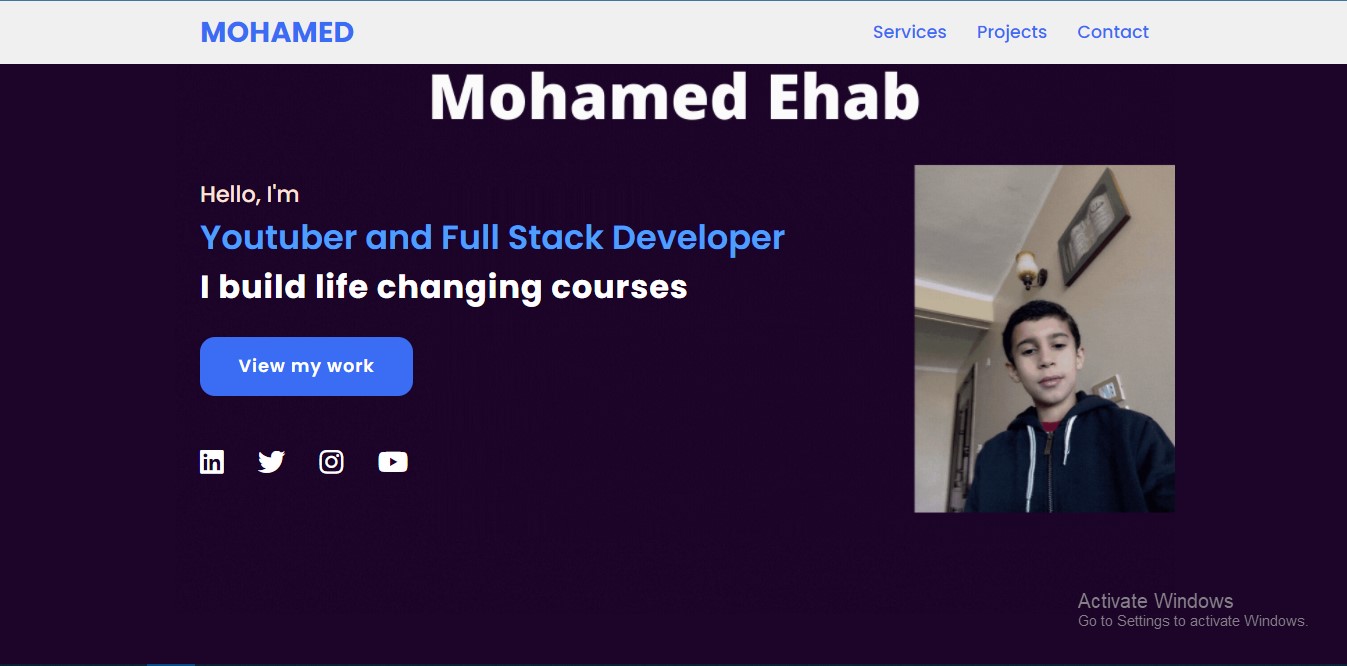 MOHAMED
Services Projects Contact
Mohamed Ehab
Hello, I'm
Youtuber and Full Stack Developer
I build life changing courses
View my work
in
Activate Windows
Go to Settings to activate Windows.